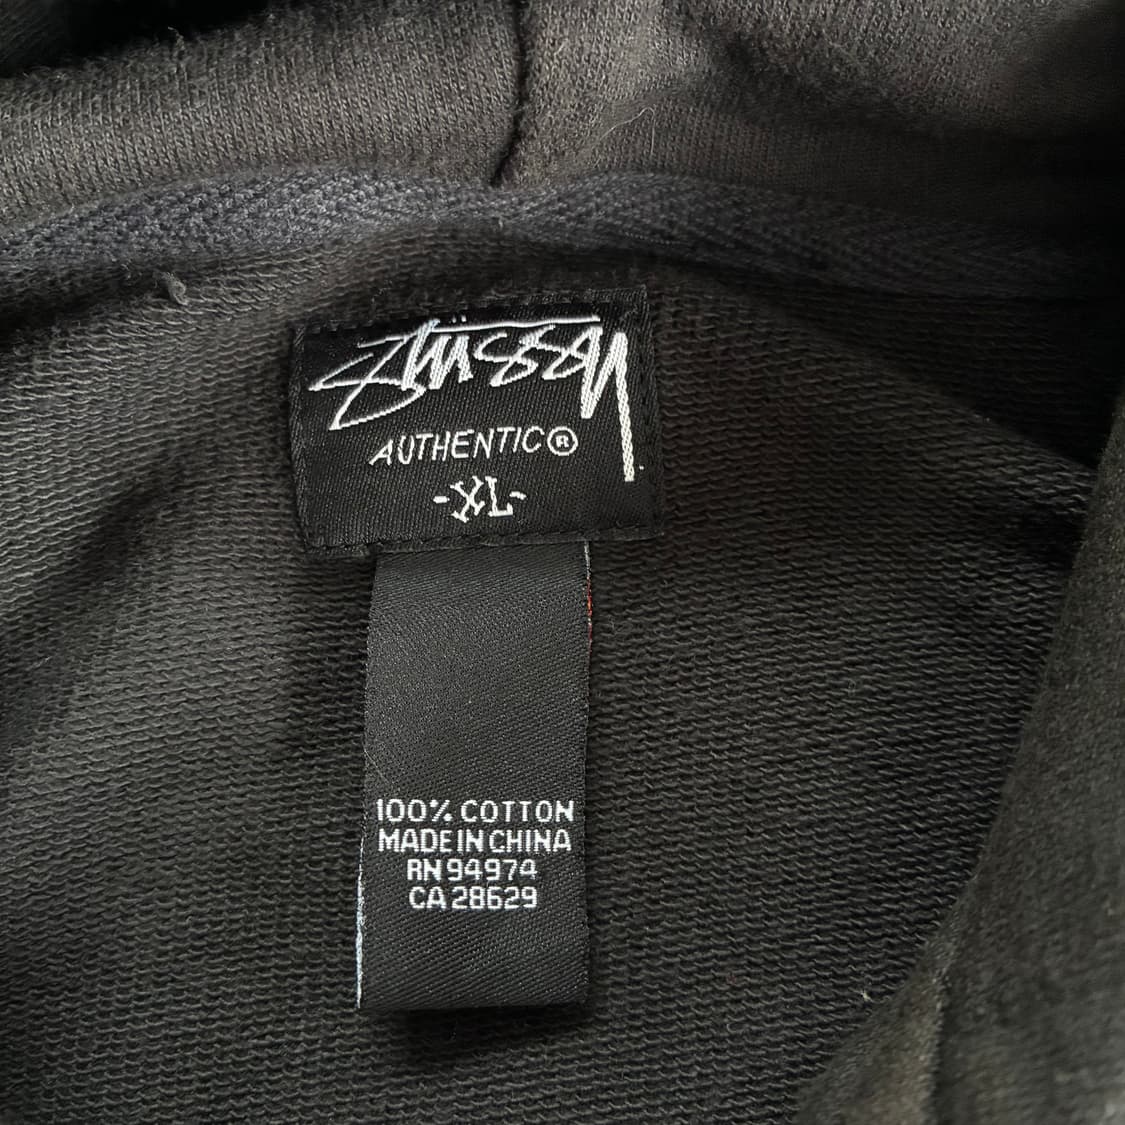 Stüssy
AUTHENTIC®
-XL-
100% COTTON
MADE IN CHINA
RN 94974
CA 28629